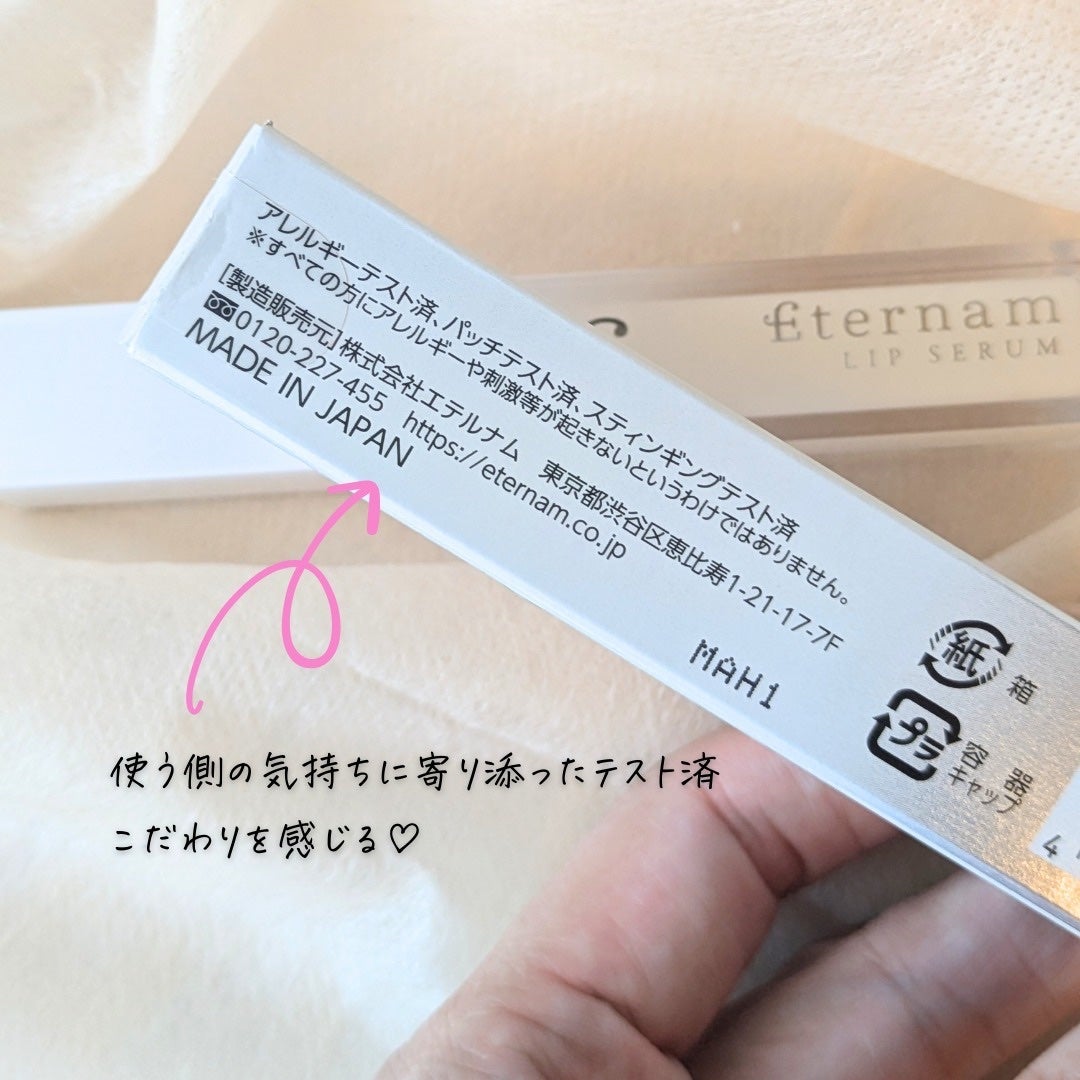 アレルギーテスト済、パッチテスト済、スティンギングテスト済
※すべての方にアレルギーや刺激等が起きないというわけではありません。
[製造販売元]株式会社エテルナム 東京都渋谷区恵比寿1-21-17-7F
0120-227-455 https://eternam.co.jp
MADE IN JAPAN
MAH1
紙 箱
プラ 容器
キャップ
4
Eternam
LIP SERUM
使う側の気持ちに寄り添ったテスト済
こだわりを感じる♡